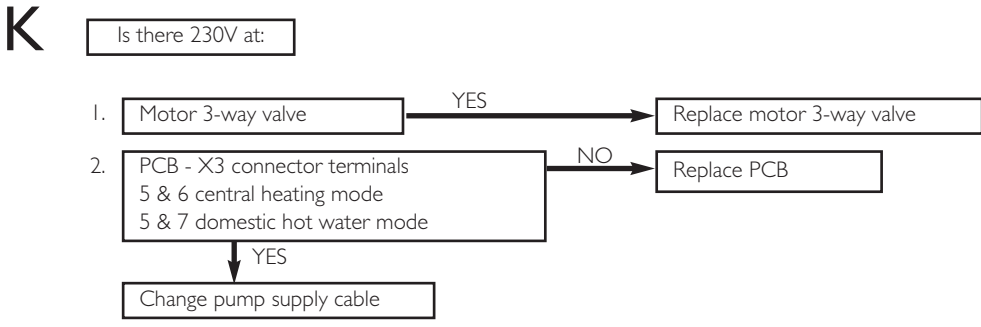 K
Is there 230V at:
1. Motor 3-way valve
YES
Replace motor 3-way valve
2. PCB - X3 connector terminals
5 & 6 central heating mode
5 & 7 domestic hot water mode
NO
Replace PCB
YES
Change pump supply cable